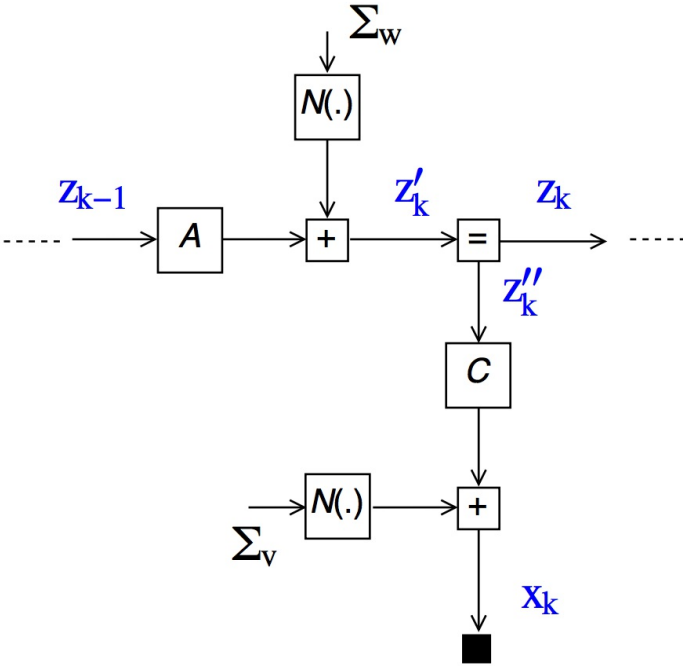 Σw
N(.)
zk−1 z′k zk
A + =
z′′k
C
N(.) +
Σv
xk